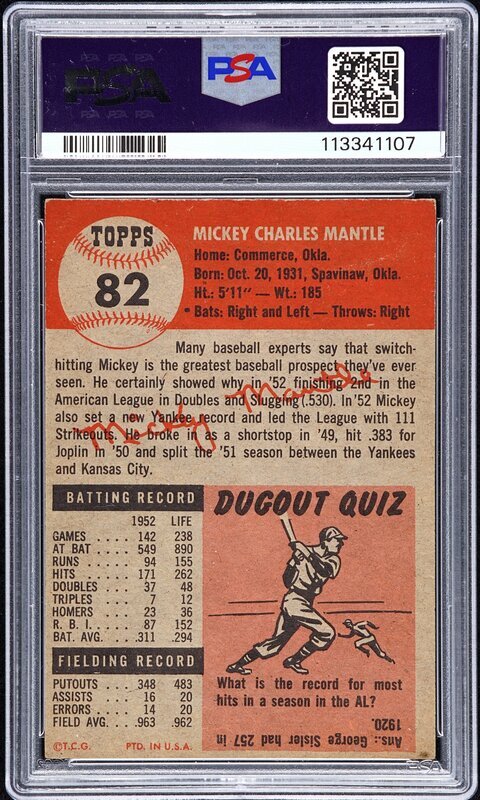 PSA
PSA
113341107
TOPPS
82
MICKEY CHARLES MANTLE
Home: Commerce, Okla.
Born: Oct. 20, 1931, Spavinaw, Okla.
Ht.: 5'11" — Wt.: 185
• Bats: Right and Left — Throws: Right
Many baseball experts say that switch-
hitting Mickey is the greatest baseball prospect they've ever
seen. He certainly showed why in '52 finishing 2nd in the
American League in Doubles and Slugging (.530). In '52 Mickey
also set a new Yankee record and led the League with 111
Strikeouts. He broke in as a shortstop in '49, hit .383 for
Joplin in '50 and split the '51 season between the Yankees
and Kansas City.
Mickey Mantle
BATTING RECORD
1952 LIFE
GAMES .... 142 238
AT BAT .... 549 890
RUNS .... 94 155
HITS .... 171 262
DOUBLES .. 37 48
TRIPLES ... 7 12
HOMERS ... 23 36
R. B. I. .... 87 152
BAT. AVG. .. .311 .294
FIELDING RECORD
PUTOUTS ... 348 483
ASSISTS .... 16 20
ERRORS .... 14 20
FIELD AVG. .. .963 .962
DUGOUT QUIZ
What is the record for most
hits in a season in the AL?
Ans.: George Sisler had 257 in
1920.
©T.C.G. PTD. IN U.S.A.